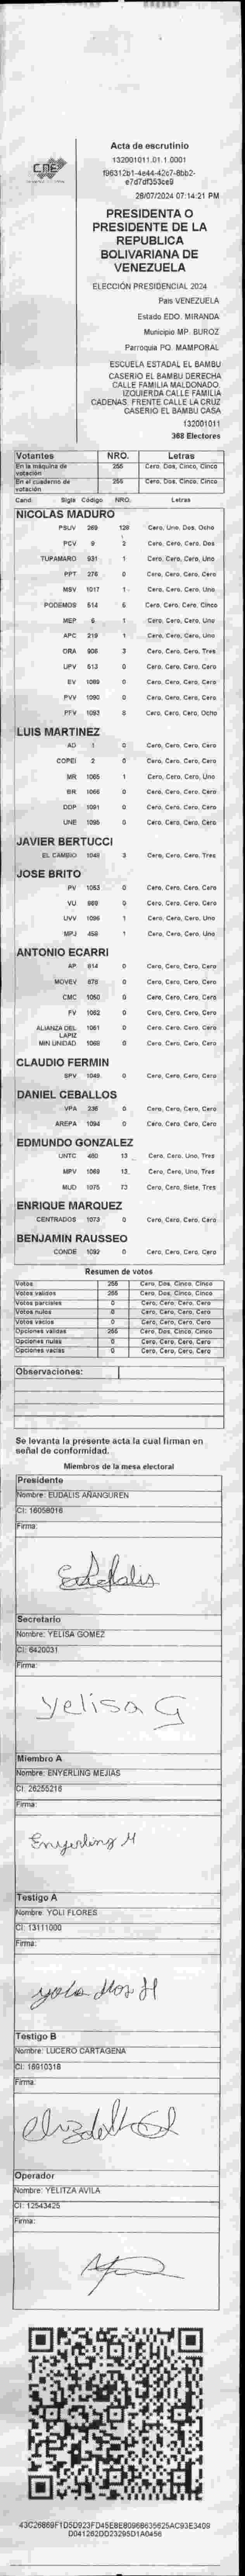 CNE
Acta de escrutinio
132001011.01.1.0001
f96312b1-4e44-42c7-8bb2-
e7d7df353ce9
28/07/2024 07:14:21 PM
PRESIDENTA O
PRESIDENTE DE LA
REPUBLICA
BOLIVARIANA DE
VENEZUELA
ELECCIÓN PRESIDENCIAL 2024
Pais VENEZUELA
Estado EDO. MIRANDA
Municipio MP. BUROZ
Parroquia PQ. MAMPORAL
ESCUELA ESTADAL EL BAMBU
CASERIO EL BAMBU DERECHA
CALLE FAMILIA MALDONADO.
IZQUIERDA CALLE FAMILIA
CADENAS. FRENTE CALLE LA CRUZ
CASERIO EL BAMBU CASA
132001011
368 Electores
Votantes NRO. Letras
En la máquina de votación 255 Cero, Dos, Cinco, Cinco
En el cuaderno de votación 255 Cero, Dos, Cinco, Cinco
Cand. Sigla Código NRO. Letras
NICOLAS MADURO
PSUV 269 128 Cero, Uno, Dos, Ocho
PCV 9 2 Cero, Cero, Cero, Dos
TUPAMARO 931 1 Cero, Cero, Cero, Uno
PPT 276 0 Cero, Cero, Cero, Cero
MSV 1017 1 Cero, Cero, Cero, Uno
PODEMOS 514 5 Cero, Cero, Cero, Cinco
MEP 6 1 Cero, Cero, Cero, Uno
APC 219 1 Cero, Cero, Cero, Uno
ORA 906 3 Cero, Cero, Cero, Tres
UPV 513 0 Cero, Cero, Cero, Cero
EV 1089 0 Cero, Cero, Cero, Cero
PVV 1090 0 Cero, Cero, Cero, Cero
PFV 1093 8 Cero, Cero, Cero, Ocho
LUIS MARTINEZ
AD 1 0 Cero, Cero, Cero, Cero
COPEI 2 0 Cero, Cero, Cero, Cero
MR 1065 1 Cero, Cero, Cero, Uno
BR 1066 0 Cero, Cero, Cero, Cero
DDP 1091 0 Cero, Cero, Cero, Cero
UNE 1095 0 Cero, Cero, Cero, Cero
JAVIER BERTUCCI
EL CAMBIO 1048 3 Cero, Cero, Cero, Tres
JOSE BRITO
PV 1053 0 Cero, Cero, Cero, Cero
VU 869 0 Cero, Cero, Cero, Cero
UVV 1096 1 Cero, Cero, Cero, Uno
MPJ 458 1 Cero, Cero, Cero, Uno
ANTONIO ECARRI
AP 814 0 Cero, Cero, Cero, Cero
MOVEV 878 0 Cero, Cero, Cero, Cero
CMC 1050 0 Cero, Cero, Cero, Cero
FV 1062 0 Cero, Cero, Cero, Cero
ALIANZA DEL LAPIZ 1061 0 Cero, Cero, Cero, Cero
MIN UNIDAD 1068 0 Cero, Cero, Cero, Cero
CLAUDIO FERMIN
SPV 1049 0 Cero, Cero, Cero, Cero
DANIEL CEBALLOS
VPA 236 0 Cero, Cero, Cero, Cero
AREPA 1094 0 Cero, Cero, Cero, Cero
EDMUNDO GONZALEZ
UNTC 460 13 Cero, Cero, Uno, Tres
MPV 1069 13 Cero, Cero, Uno, Tres
MUD 1075 73 Cero, Cero, Siete, Tres
ENRIQUE MARQUEZ
CENTRADOS 1073 0 Cero, Cero, Cero, Cero
BENJAMIN RAUSSEO
CONDE 1092 0 Cero, Cero, Cero, Cero
Resumen de votos
Votos 255 Cero, Dos, Cinco, Cinco
Votos validos 255 Cero, Dos, Cinco, Cinco
Votos parciales 0 Cero, Cero, Cero, Cero
Votos nulos 0 Cero, Cero, Cero, Cero
Votos vacios 0 Cero, Cero, Cero, Cero
Opciones validas 255 Cero, Dos, Cinco, Cinco
Opciones nulas 0 Cero, Cero, Cero, Cero
Opciones vacias 0 Cero, Cero, Cero, Cero
Observaciones:
Se levanta la presente acta la cual firman en
señal de conformidad.
Miembros de la mesa electoral
Presidente
Nombre: EUDALIS AÑANGUREN
CI: 16058016
Firma:
Secretario
Nombre: YELISA GOMEZ
CI: 6420031
Firma:
Yelisa G
Miembro A
Nombre: ENYERLING MEJIAS
CI: 26255216
Firma:
Enyerling M
Testigo A
Nombre: YOLI FLORES
CI: 13111000
Firma:
Testigo B
Nombre: LUCERO CARTAGENA
CI: 16910318
Firma:
Operador
Nombre: YELITZA AVILA
CI: 12543425
Firma:
43C26869F1D5D923FD45E8E80968635625AC93E3409
D041262DD23295D1A0456